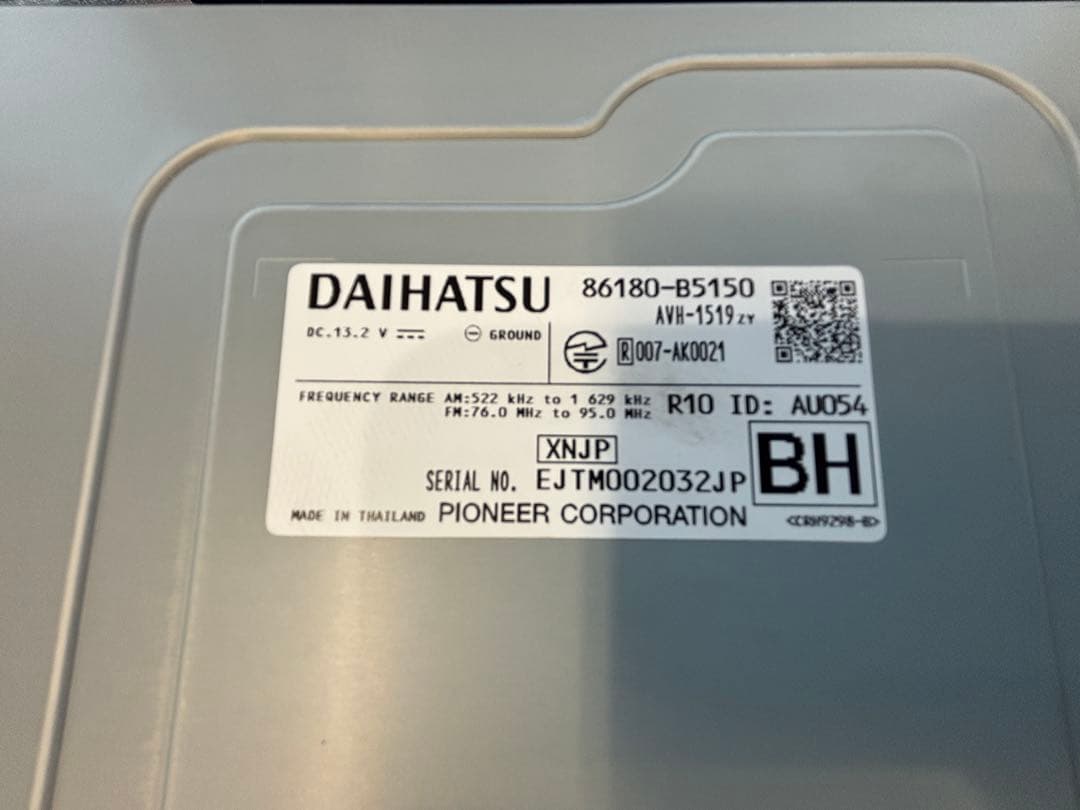 DAIHATSU 86180-B5150
AVH-1519ZY
DC.13.2 V GROUND
R 007-AK0021
FREQUENCY RANGE AM:522 kHz to 1 629 kHz
FM:76.0 MHz to 95.0 MHz
R10 ID: AU054
XNJP
BH
SERIAL NO. EJTM002032JP
MADE IN THAILAND PIONEER CORPORATION <CRH9298-B>